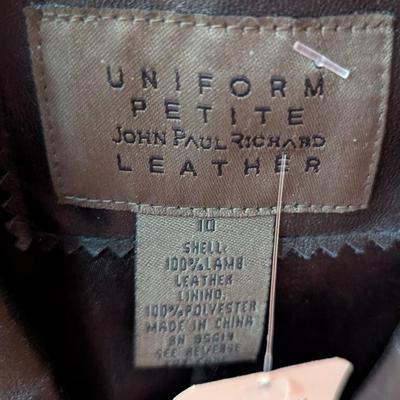 UNIFORM
PETITE
JOHN PAUL RICHARD
LEATHER
10
SHELL:
100% LAMB
LEATHER
LINING:
100% POLYESTER
MADE IN CHINA
RN
SEE REVERSE